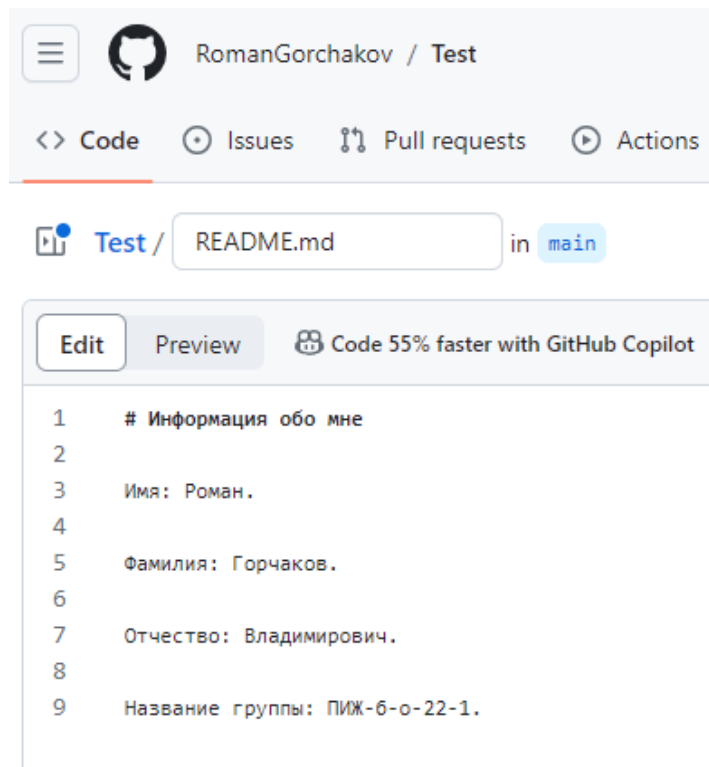 RomanGorchakov / Test
Code Issues Pull requests Actions
Test / README.md in main
Edit Preview Code 55% faster with GitHub Copilot
1 # Информация обо мне
2
3 Имя: Роман.
4
5 Фамилия: Горчаков.
6
7 Отчество: Владимирович.
8
9 Название группы: ПИЖ-б-о-22-1.